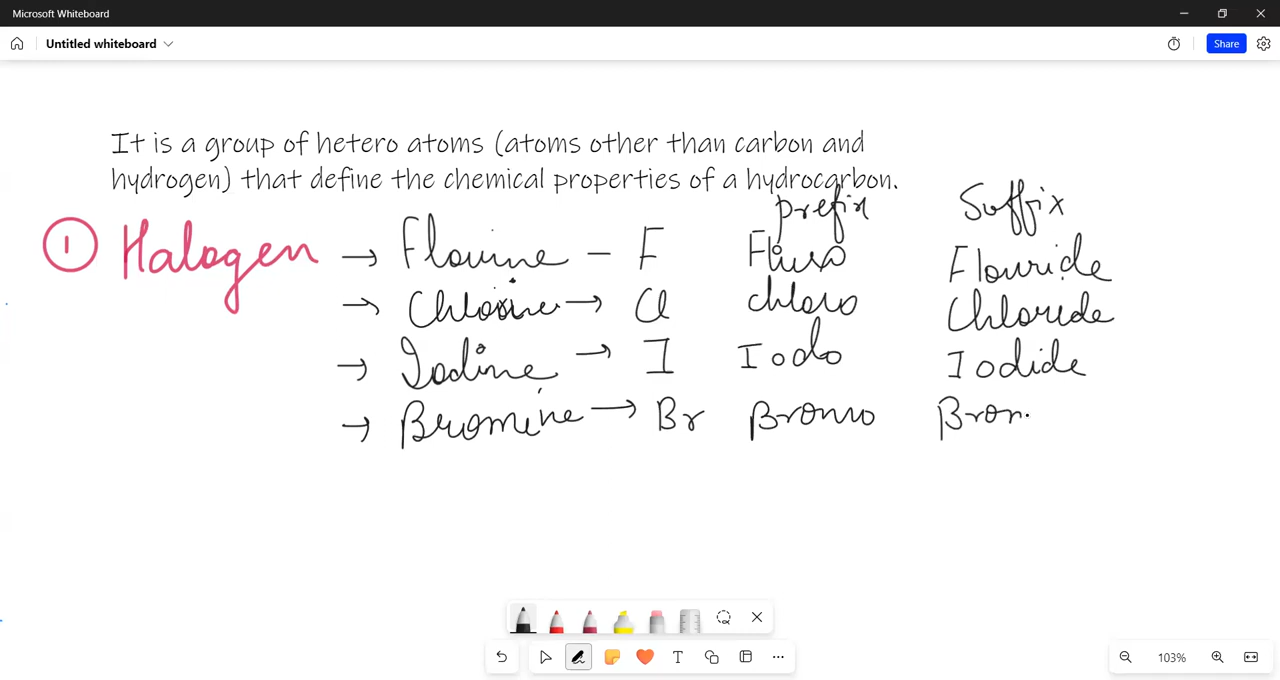 Microsoft Whiteboard
Untitled whiteboard
Share
It is a group of hetero atoms (atoms other than carbon and
hydrogen) that define the chemical properties of a hydrocarbon.
prefix Suffix
1 Halogen → Flourine - F Fluro Flouride
→ Chlorine → Cl chloro Chloride
→ Iodine → I Iodo Iodide
→ Bromine → Br Bromo Brom
103%